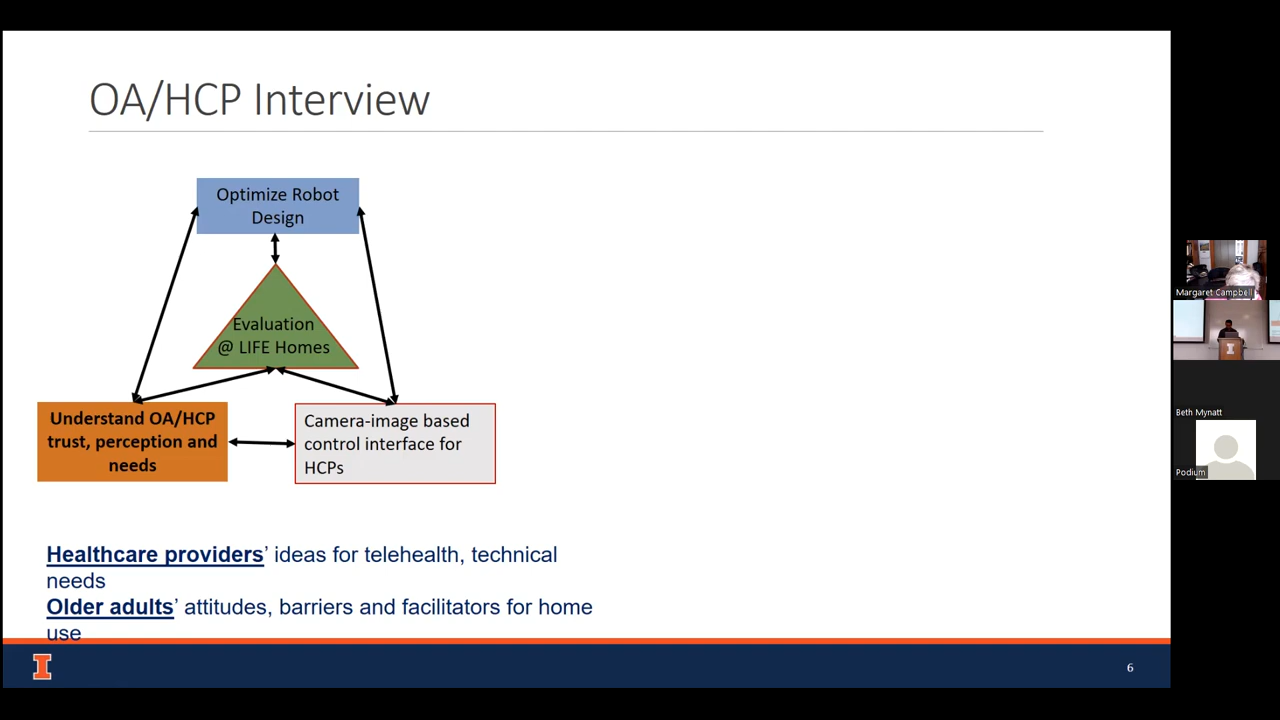 OA/HCP Interview
Optimize Robot
Design
Evaluation
@ LIFE Homes
Understand OA/HCP
trust, perception and
needs
Camera-image based
control interface for
HCPs
Healthcare providers’ ideas for telehealth, technical
needs
Older adults’ attitudes, barriers and facilitators for home
use
I
6
Margaret Campbell
I
Beth Mynatt
Podium